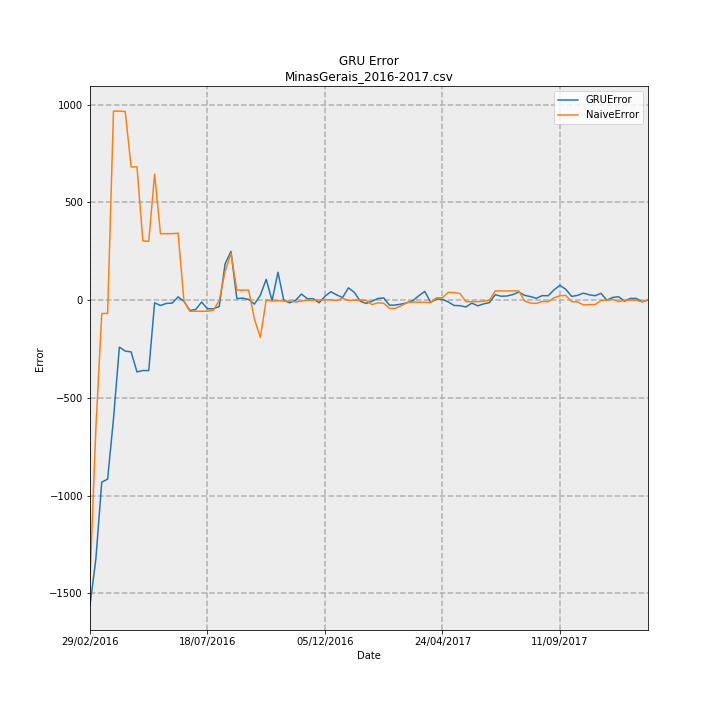 GRU Error
MinasGerais_2016-2017.csv
GRUError
NaiveError
1000
500
0
−500
−1000
−1500
Error
29/02/2016
18/07/2016
05/12/2016
24/04/2017
11/09/2017
Date